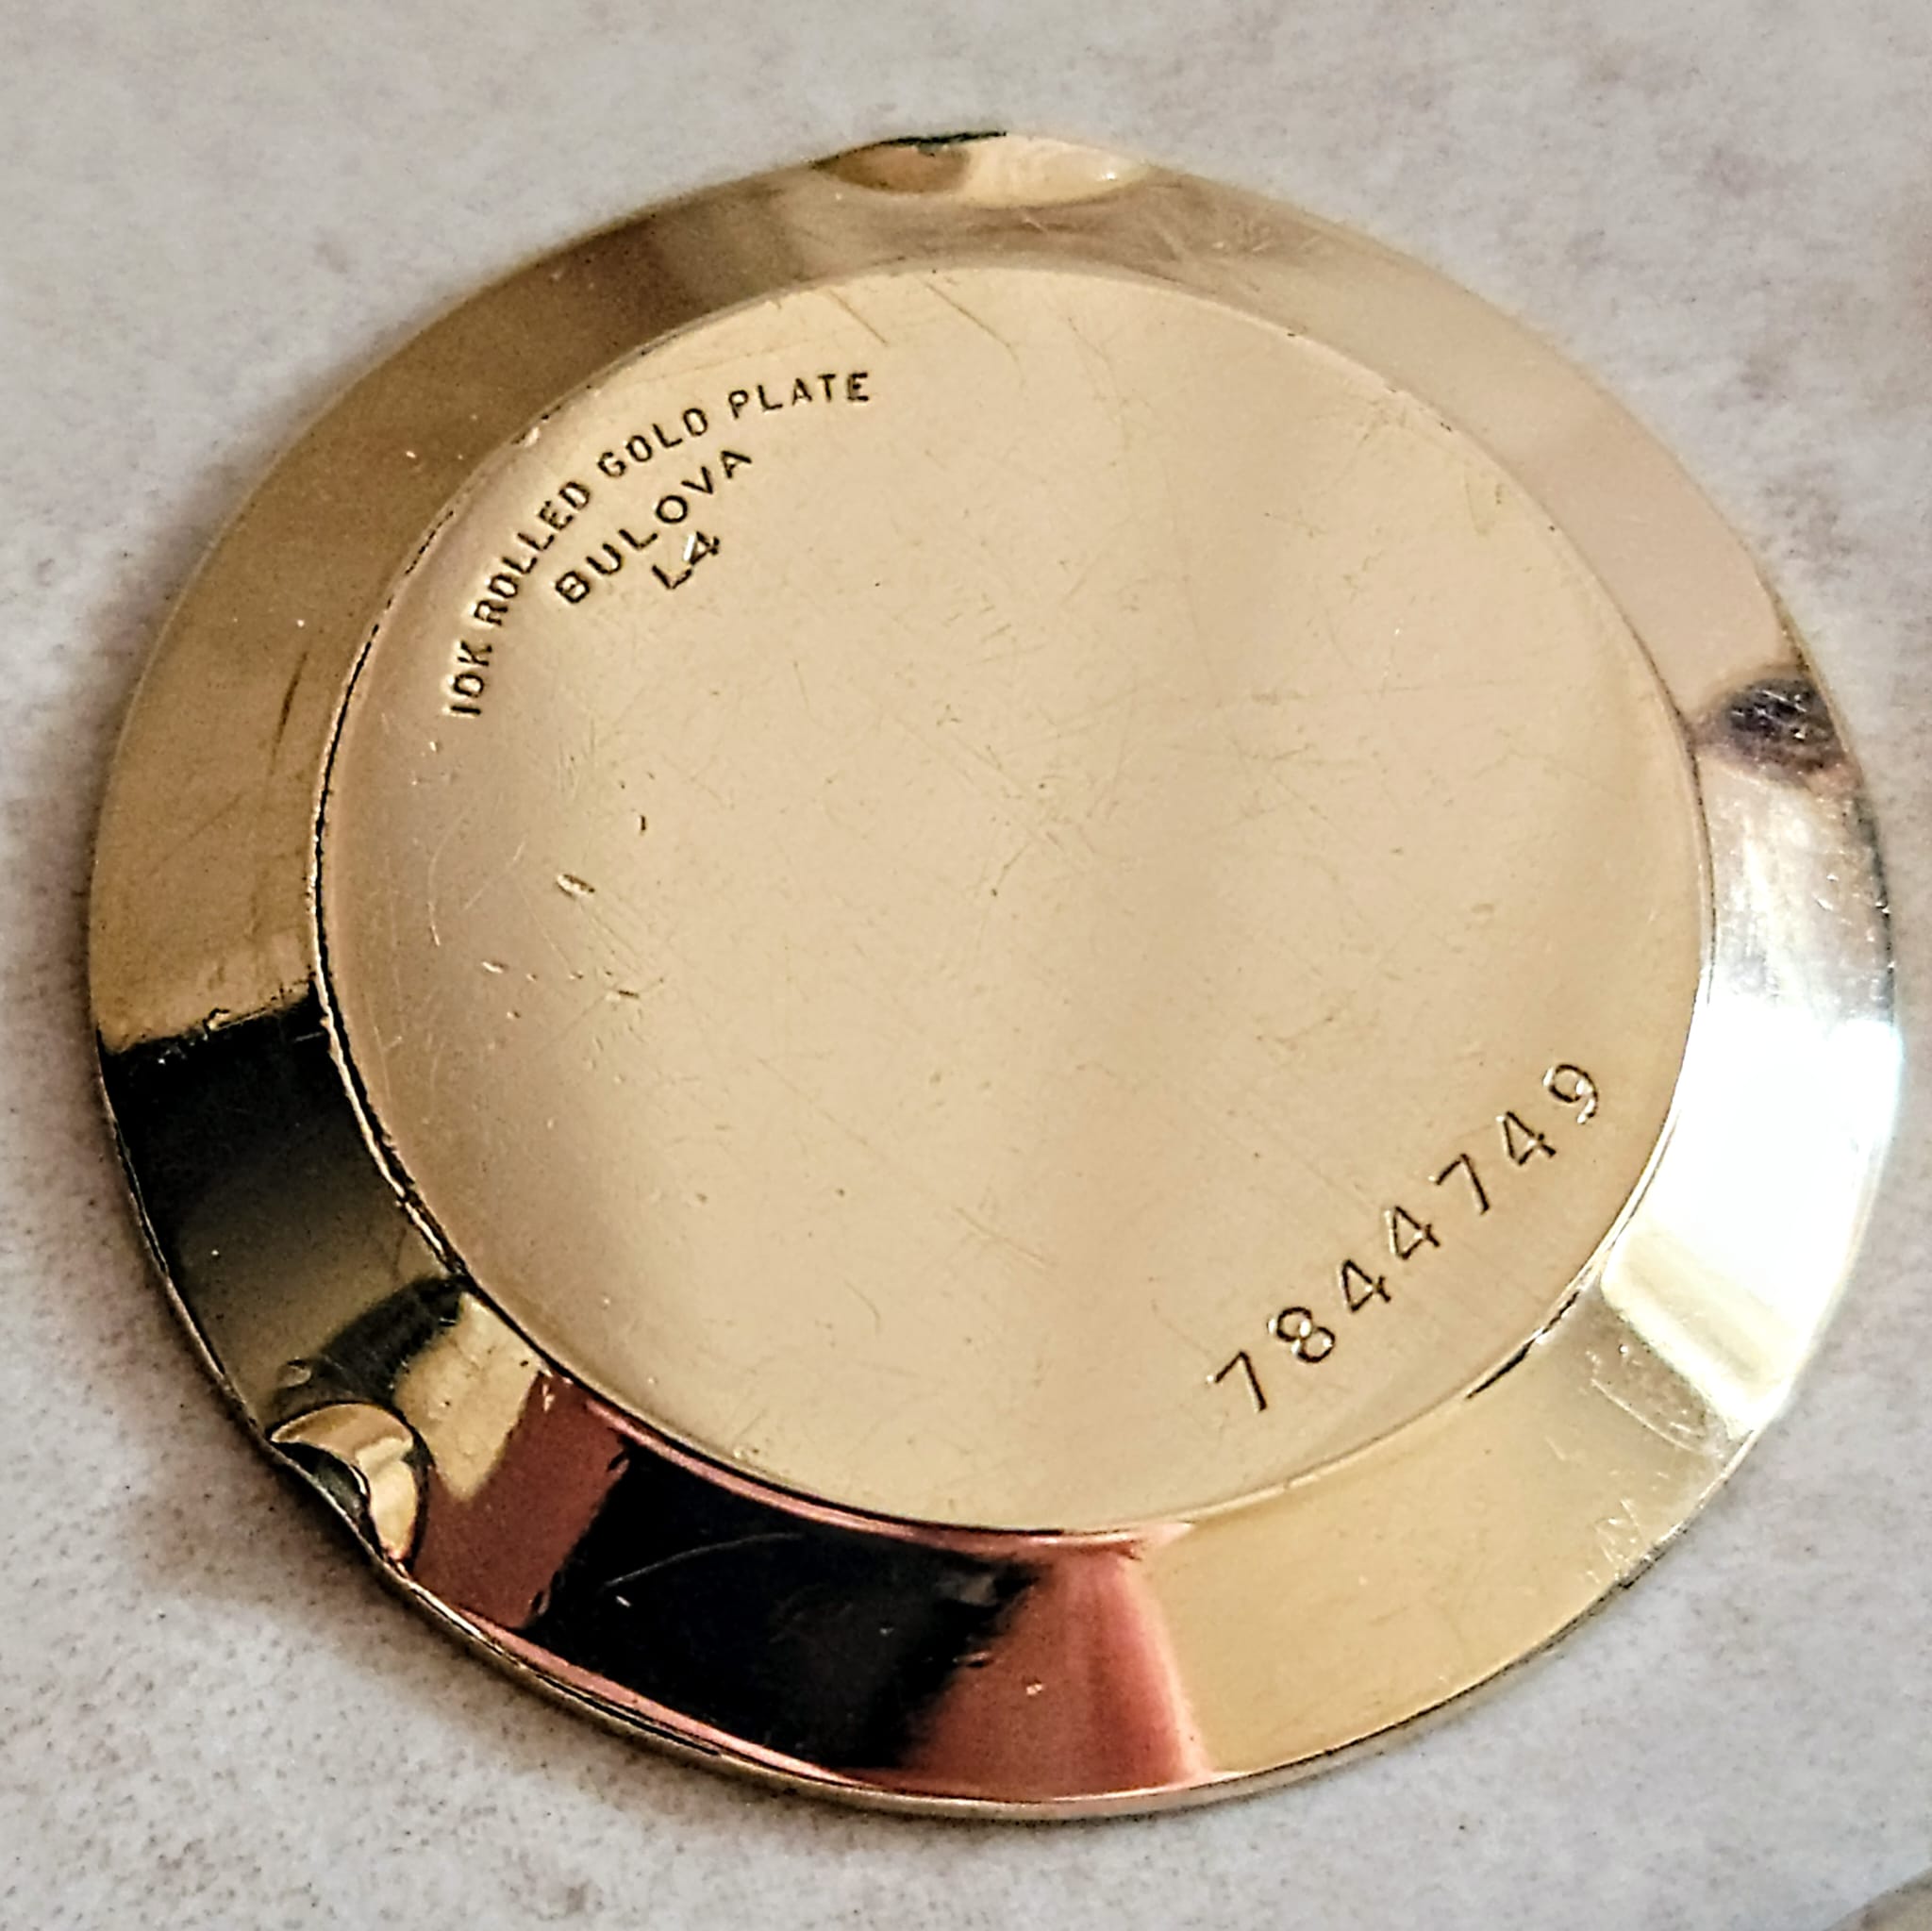 10K ROLLED GOLD PLATE
BULOVA
L4
7844749